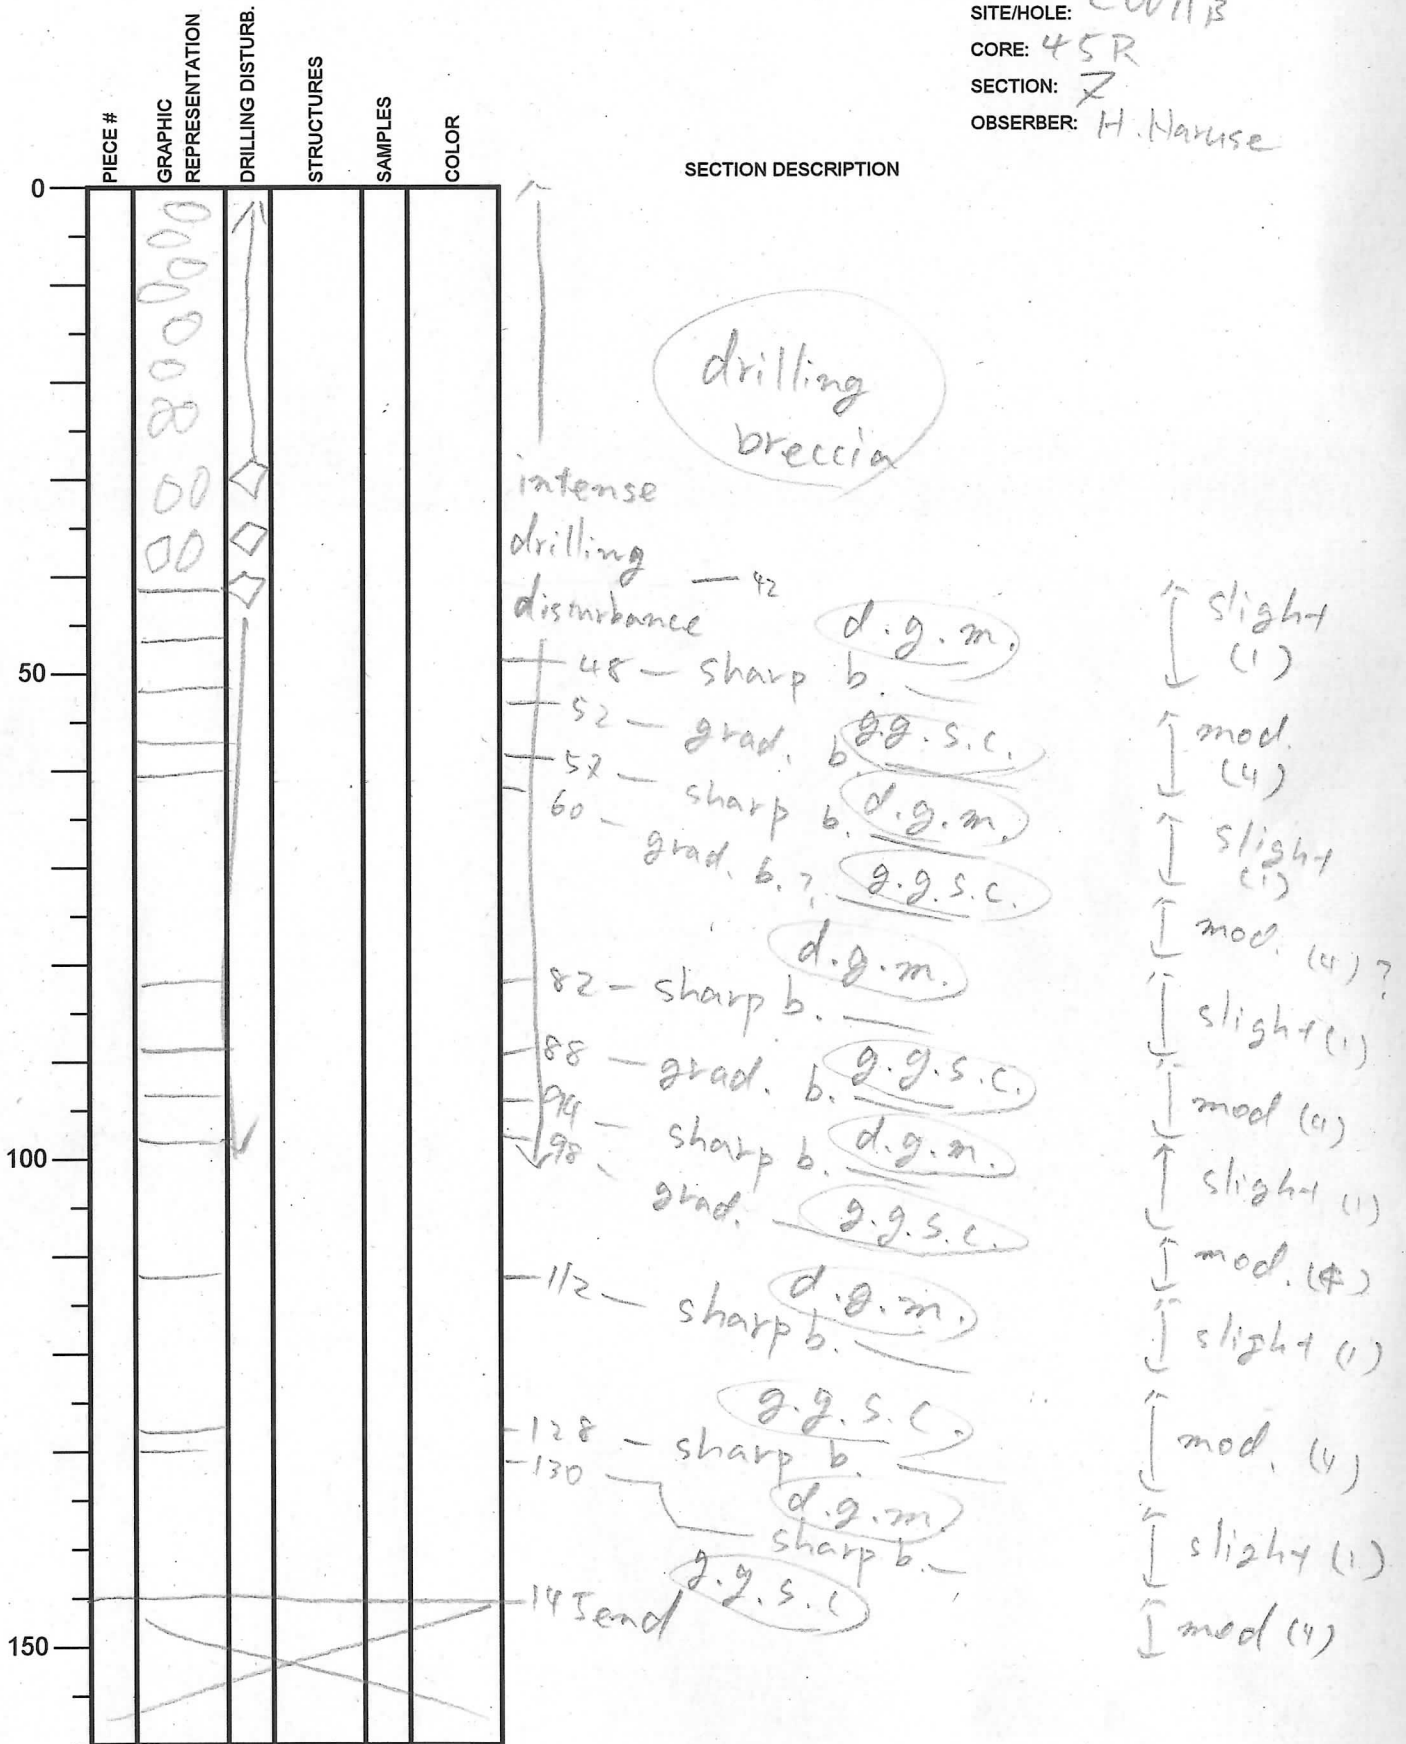 SITE/HOLE: C0011B
CORE: 45R
SECTION: 7
OBSERBER: H. Naruse
PIECE #
GRAPHIC REPRESENTATION
DRILLING DISTURB.
STRUCTURES
SAMPLES
COLOR
SECTION DESCRIPTION
0
drilling
breccia
intense
drilling
disturbance
— 42
d.g.m.
slight
(1)
50
48 — sharp b.
52 — grad. b. g.g.s.c.
mod.
(4)
57 — sharp b. d.g.m.
60 — grad. b.? g.g.s.c.
slight
(1)
mod. (4)?
d.g.m.
82 — sharp b.
slight (1)
88 — grad. b. g.g.s.c.
mod (4)
94 — sharp b. d.g.m.
98 - grad. g.g.s.c.
slight (1)
100
mod. (4)
112 — sharp b. d.g.m.
slight (1)
g.g.s.c.
128 — sharp b.
mod. (4)
130 — sharp b.
d.g.m
slight (1)
g.g.s.c
145 end
mod (4)
150